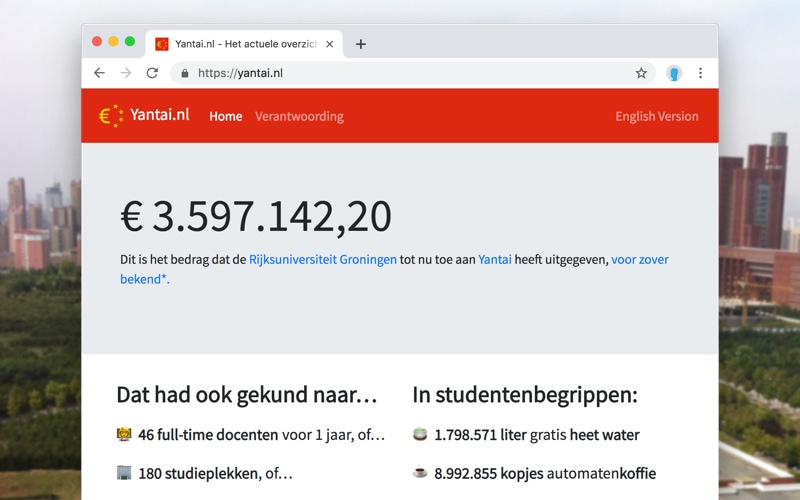 Yantai.nl - Het actuele overzich
https://yantai.nl
Yantai.nl Home Verantwoording English Version
€ 3.597.142,20
Dit is het bedrag dat de Rijksuniversiteit Groningen tot nu toe aan Yantai heeft uitgegeven, voor zover
bekend*.
Dat had ook gekund naar…
46 full-time docenten voor 1 jaar, of…
180 studieplekken, of…
In studentenbegrippen:
1.798.571 liter gratis heet water
8.992.855 kopjes automatenkoffie